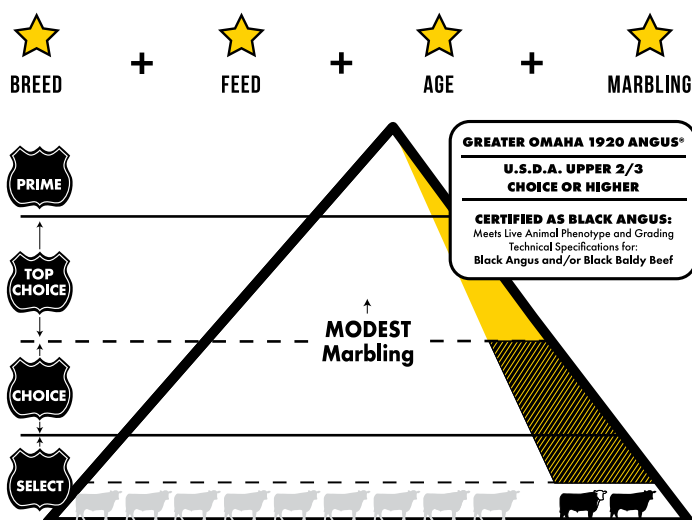 BREED + FEED + AGE + MARBLING
GREATER OMAHA 1920 ANGUS®
U.S.D.A. UPPER 2/3
CHOICE OR HIGHER
CERTIFIED AS BLACK ANGUS:
Meets Live Animal Phenotype and Grading
Technical Specifications for:
Black Angus and/or Black Baldy Beef
PRIME
TOP
CHOICE
MODEST
Marbling
CHOICE
SELECT